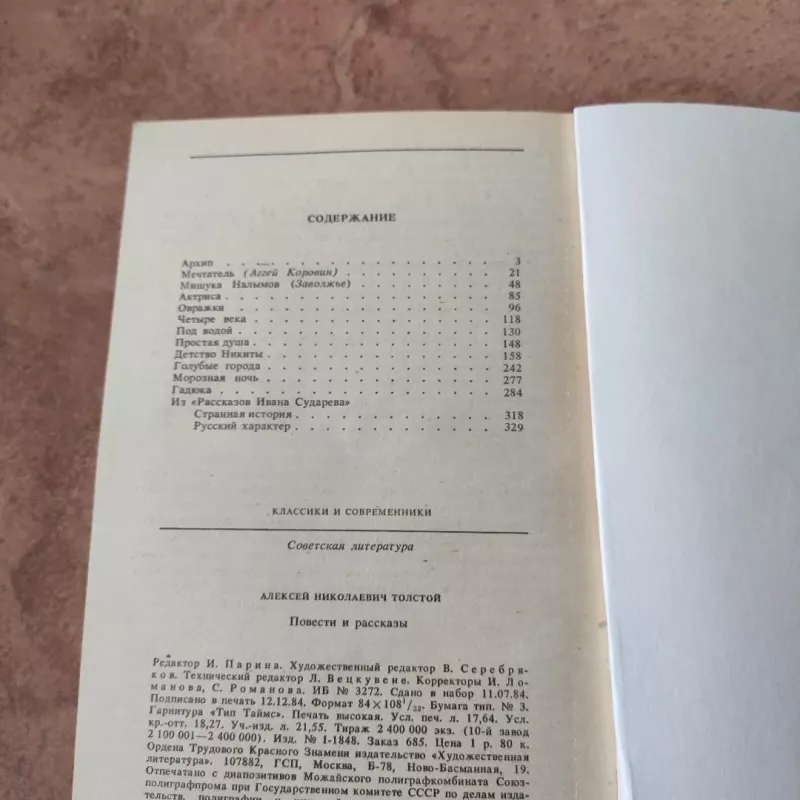 СОДЕРЖАНИЕ
Архип . . . . . . . . . . . . . . . . . 3
Мечтатель (Аггей Коровин) . . . . . . . . . 21
Мишука Налымов (Заволжье) . . . . . . . . . 48
Актриса . . . . . . . . . . . . . . . . . 85
Овражки . . . . . . . . . . . . . . . . . 96
Четыре века . . . . . . . . . . . . . . . 118
Под водой . . . . . . . . . . . . . . . . 130
Простая душа . . . . . . . . . . . . . . . 148
Детство Никиты . . . . . . . . . . . . . . 158
Голубые города . . . . . . . . . . . . . . 242
Морозная ночь . . . . . . . . . . . . . . 277
Гадюка . . . . . . . . . . . . . . . . . 284
Из «Рассказов Ивана Сударева»
Странная история . . . . . . . . . . . . . 318
Русский характер . . . . . . . . . . . . . 329
КЛАССИКИ И СОВРЕМЕННИКИ
Советская литература
АЛЕКСЕЙ НИКОЛАЕВИЧ ТОЛСТОЙ
Повести и рассказы
Редактор И. Парина. Художественный редактор В. Серебря-
ков. Технический редактор Л. Вецкувене. Корректоры И. Ло-
манова, С. Романова. ИБ № 3272. Сдано в набор 11.07.84.
Подписано в печать 12.12.84. Формат 84×108¹/₃₂. Бумага тип. № 3.
Гарнитура «Тип Таймс». Печать высокая. Усл. печ. л. 17,64. Усл.
кр.-отт. 18,27. Уч.-изд. л. 21,55. Тираж 2 400 000 экз. (10-й завод
2 100 001—2 400 000). Изд. № I-1848. Заказ 685. Цена 1 р. 80 к.
Ордена Трудового Красного Знамени издательство «Художественная
литература». 107882, ГСП, Москва, Б-78, Ново-Басманная, 19.
Отпечатано с диапозитивов Можайского полиграфкомбината Союз-
полиграфпрома при Государственном комитете СССР по делам изда-
тельств, полиграфии и